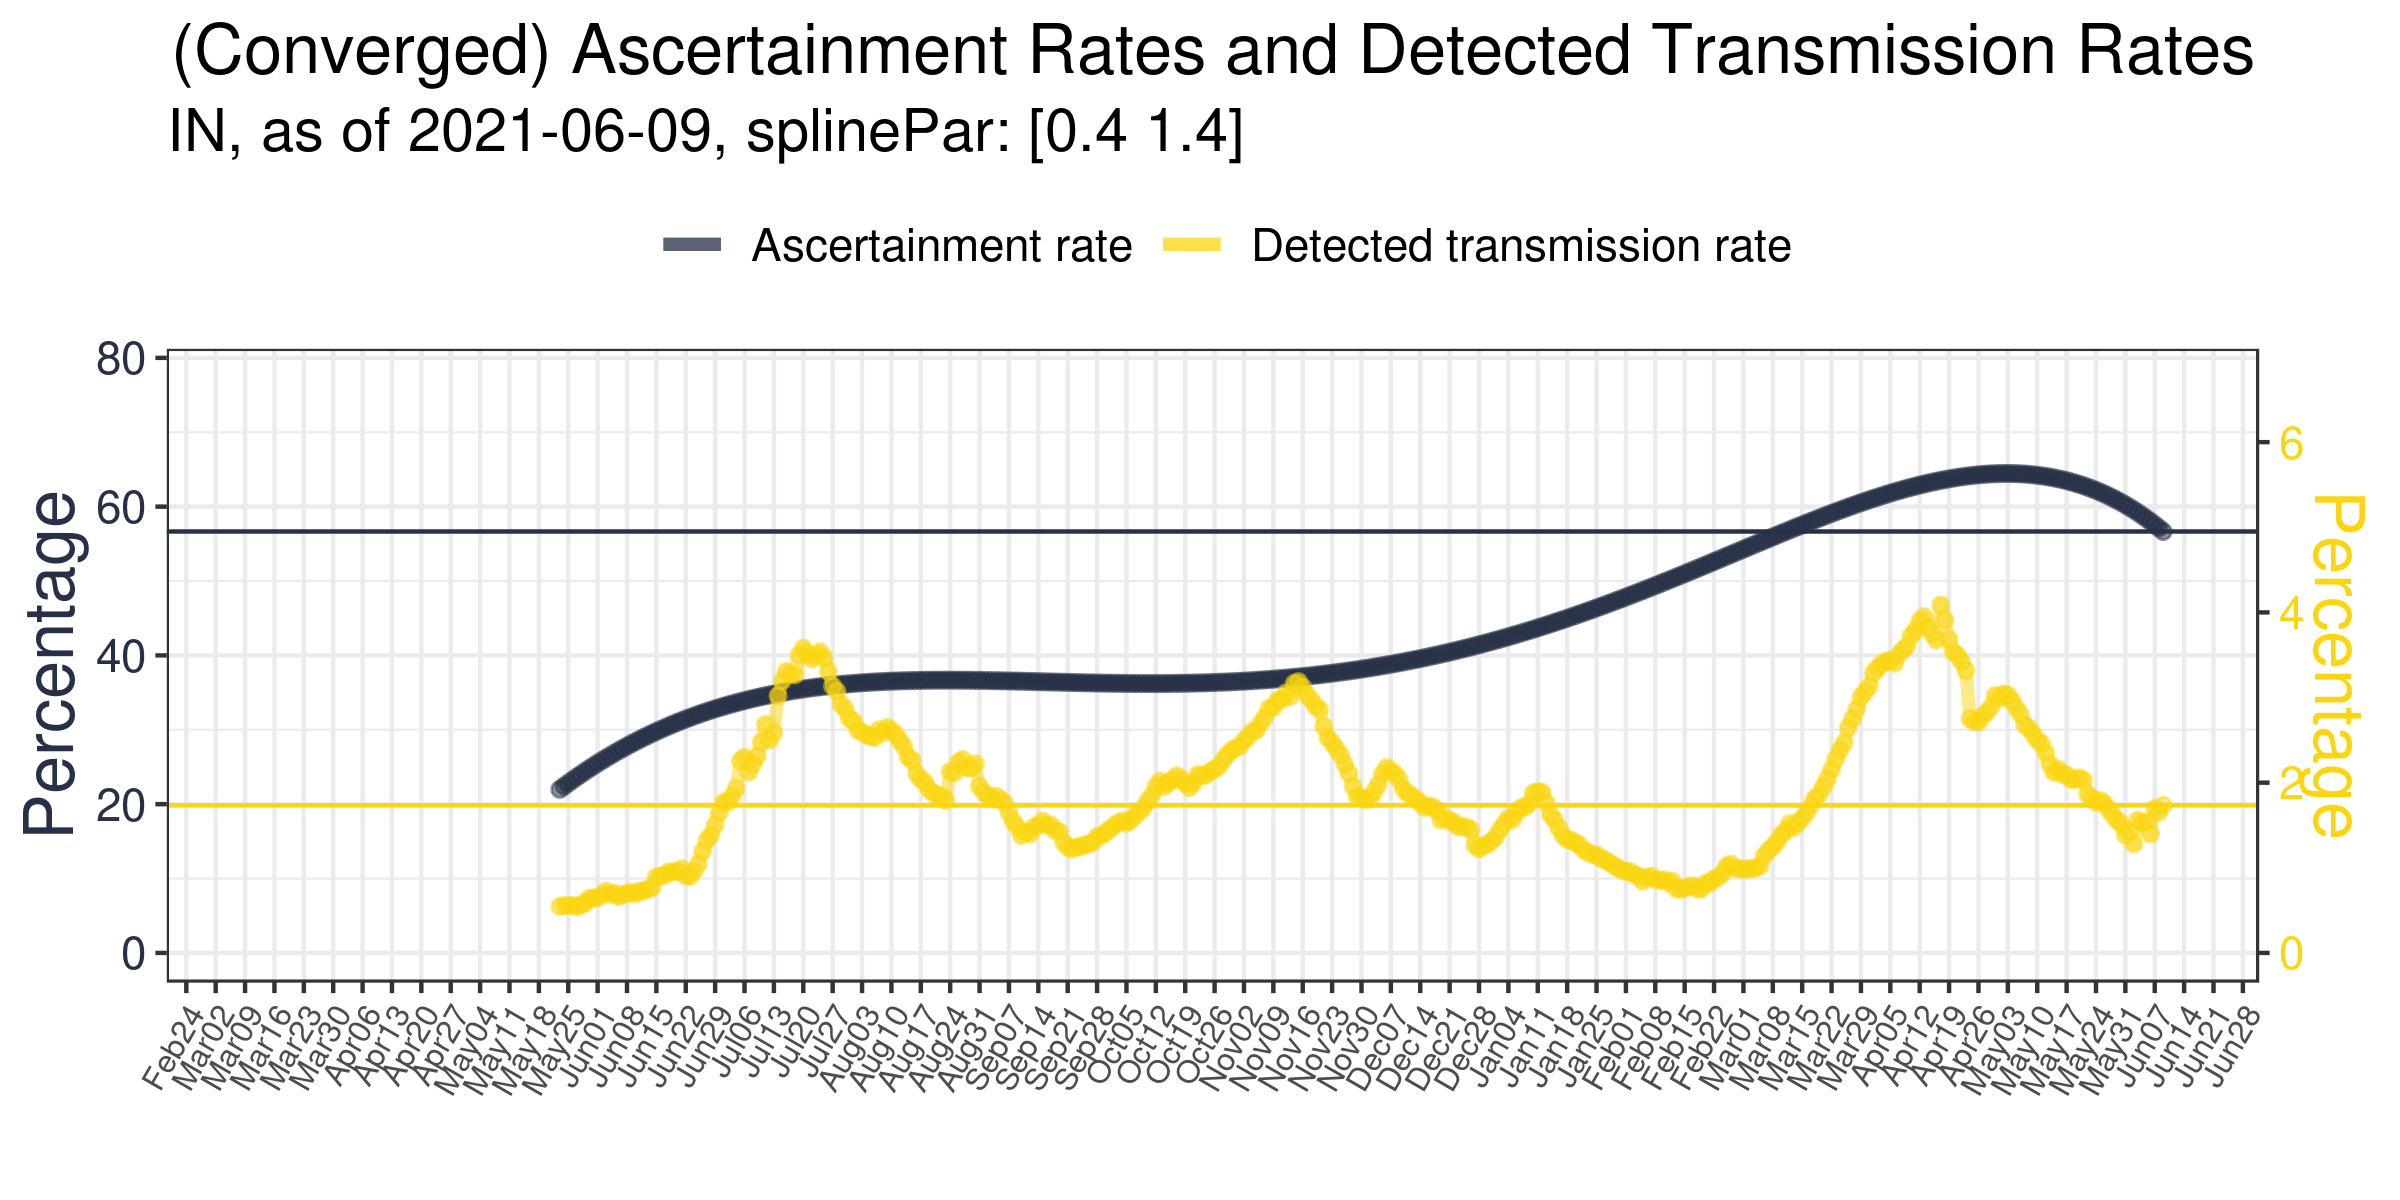 (Converged) Ascertainment Rates and Detected Transmission Rates
IN, as of 2021-06-09, splinePar: [0.4 1.4]
Ascertainment rate
Detected transmission rate
Percentage
80
60
40
20
0
6
4
2
0
Percentage
Feb24
Mar02
Mar09
Mar16
Mar23
Mar30
Apr06
Apr13
Apr20
Apr27
May04
May11
May18
May25
Jun01
Jun08
Jun15
Jun22
Jun29
Jul06
Jul13
Jul20
Jul27
Aug03
Aug10
Aug17
Aug24
Aug31
Sep07
Sep14
Sep21
Sep28
Oct05
Oct12
Oct19
Oct26
Nov02
Nov09
Nov16
Nov23
Nov30
Dec07
Dec14
Dec21
Dec28
Jan04
Jan11
Jan18
Jan25
Feb01
Feb08
Feb15
Feb22
Mar01
Mar08
Mar15
Mar22
Mar29
Apr05
Apr12
Apr19
Apr26
May03
May10
May17
May24
May31
Jun07
Jun14
Jun21
Jun28